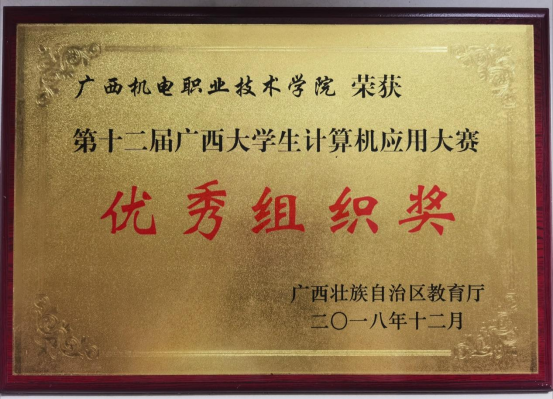 广西机电职业技术学院 荣获
第十二届广西大学生计算机应用大赛
优秀组织奖
广西壮族自治区教育厅
二〇一八年十二月